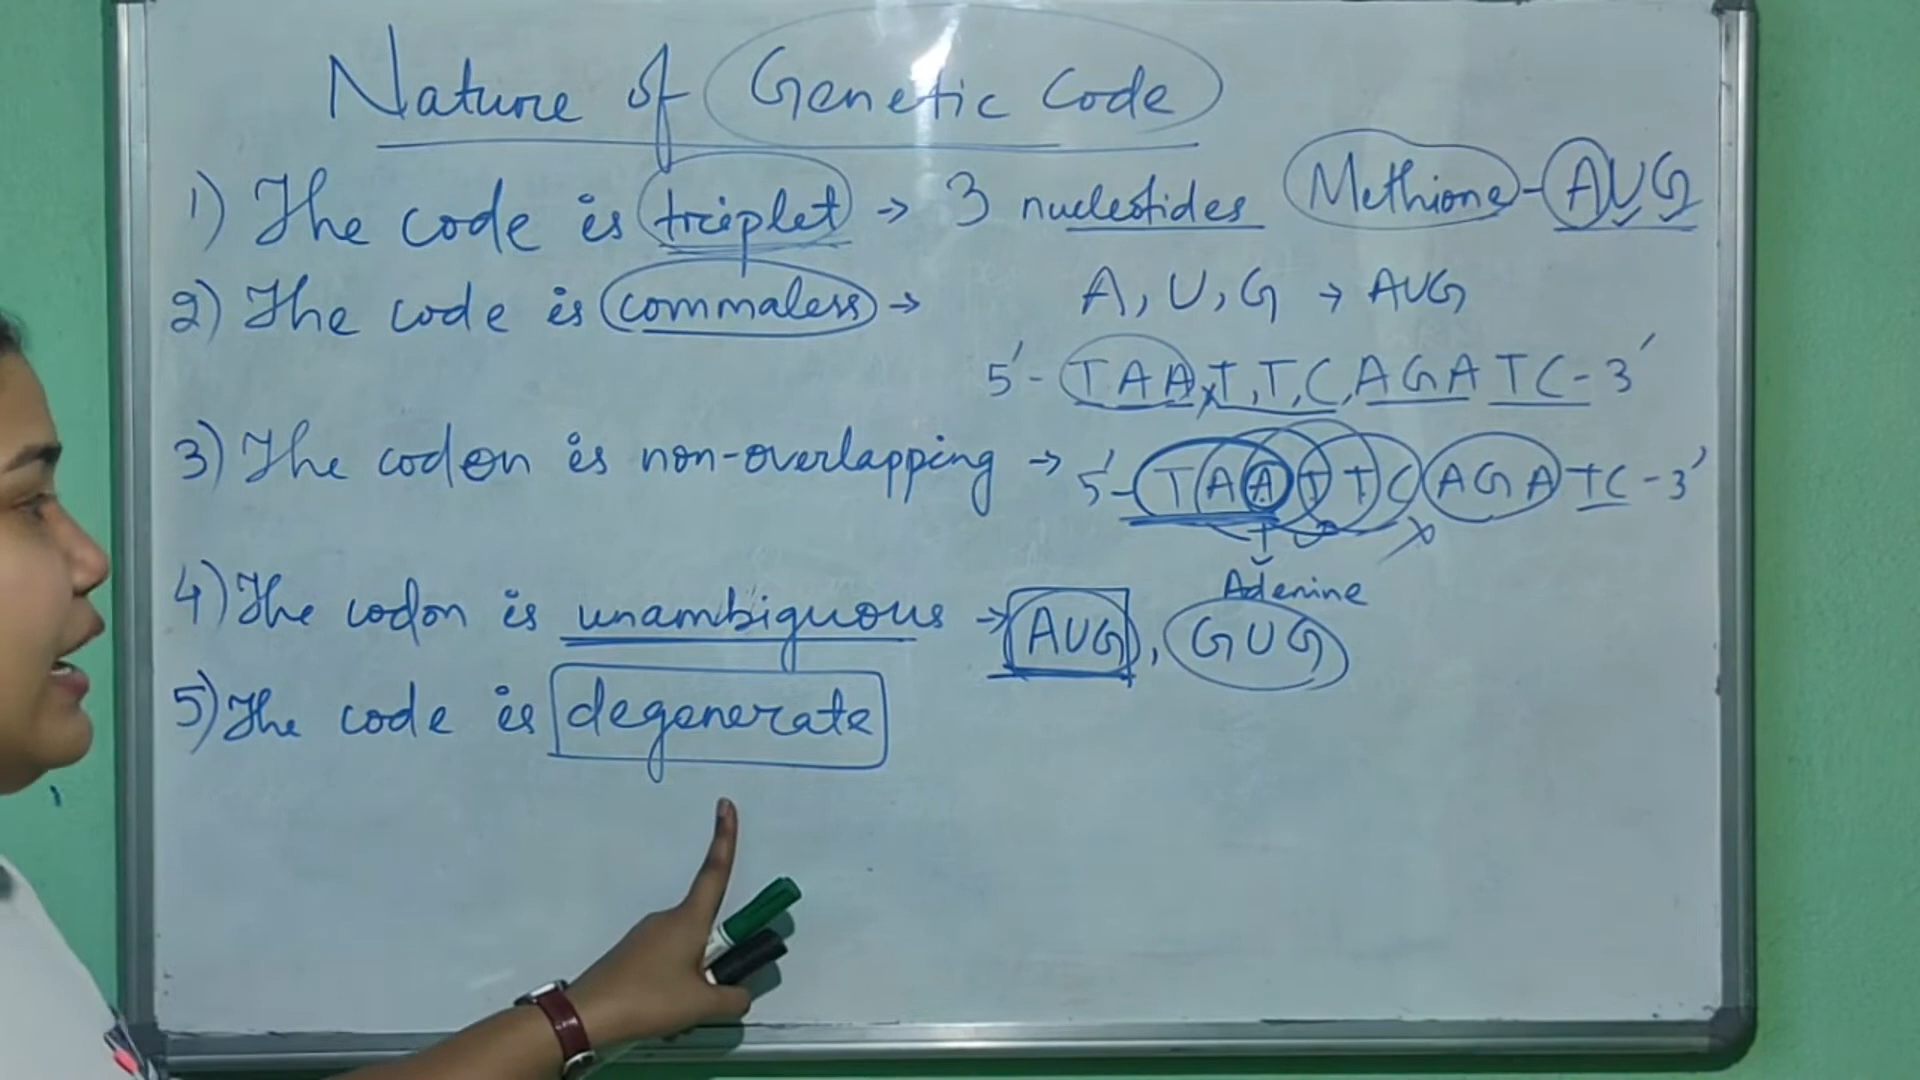 Nature of Genetic Code
1) The code is triplet → 3 nucleotides Methione - AUG
2) The code is commaless → A, U, G → AUG
5′- TAA,T,T,C,AGATC-3′
3) The codon is non-overlapping → 5′- TAATTCAGATC-3′
Adenine
4) The codon is unambiguous → AUG, GUG
5) The code is degenerate